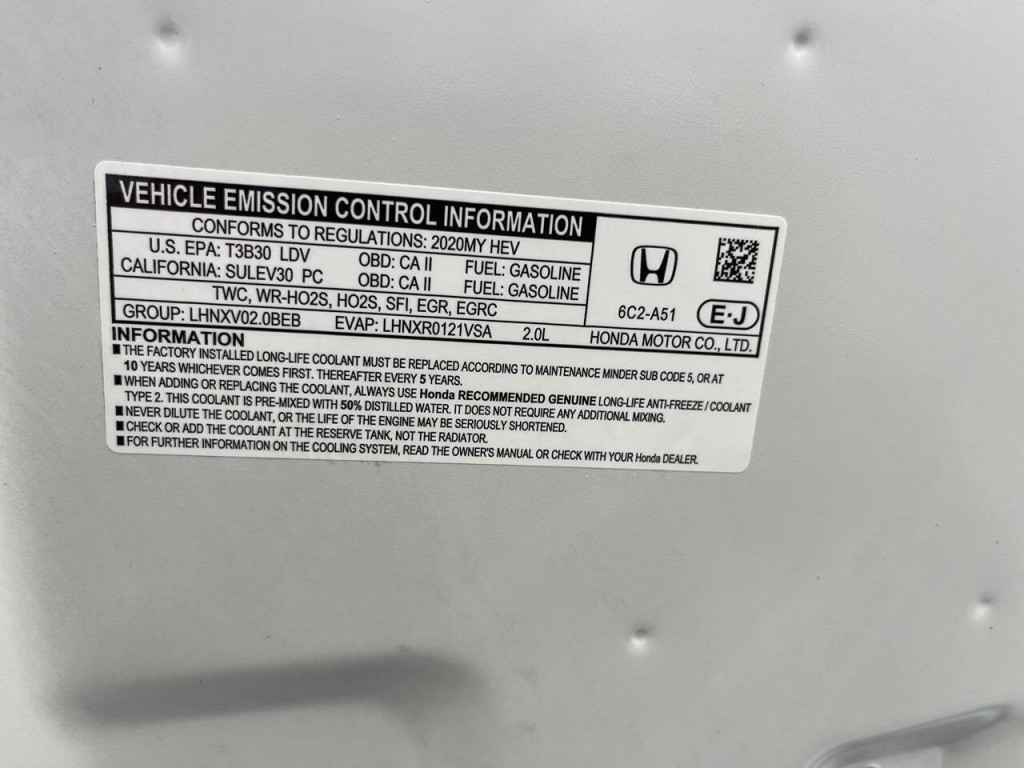 VEHICLE EMISSION CONTROL INFORMATION
CONFORMS TO REGULATIONS: 2020MY HEV
U.S. EPA: T3B30 LDV OBD: CA II FUEL: GASOLINE
CALIFORNIA: SULEV30 PC OBD: CA II FUEL: GASOLINE
TWC, WR-HO2S, HO2S, SFI, EGR, EGRC
GROUP: LHNXV02.0BEB EVAP: LHNXR0121VSA 2.0L
6C2-A51 E·J
HONDA MOTOR CO., LTD.
INFORMATION
■ THE FACTORY INSTALLED LONG-LIFE COOLANT MUST BE REPLACED ACCORDING TO MAINTENANCE MINDER SUB CODE 5, OR AT
10 YEARS WHICHEVER COMES FIRST. THEREAFTER EVERY 5 YEARS.
■ WHEN ADDING OR REPLACING THE COOLANT, ALWAYS USE Honda RECOMMENDED GENUINE LONG-LIFE ANTI-FREEZE / COOLANT
TYPE 2. THIS COOLANT IS PRE-MIXED WITH 50% DISTILLED WATER. IT DOES NOT REQUIRE ANY ADDITIONAL MIXING.
■ NEVER DILUTE THE COOLANT, OR THE LIFE OF THE ENGINE MAY BE SERIOUSLY SHORTENED.
■ CHECK OR ADD THE COOLANT AT THE RESERVE TANK, NOT THE RADIATOR.
■ FOR FURTHER INFORMATION ON THE COOLING SYSTEM, READ THE OWNER'S MANUAL OR CHECK WITH YOUR Honda DEALER.